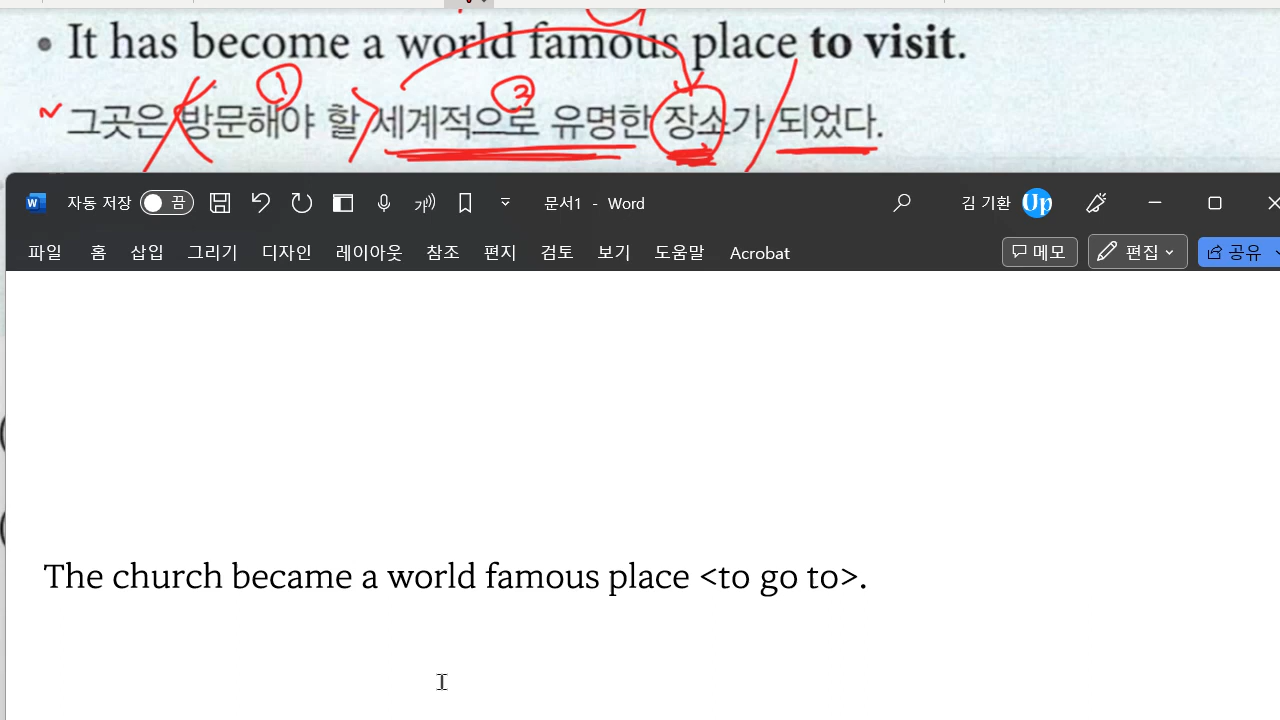 • It has become a world famous place to visit.
① ②
~ 그곳은 방문해야 할 세계적으로 유명한 장소가 되었다.
자동 저장 끔 가)) 문서1 - Word 김 기환 Up
파일 홈 삽입 그리기 디자인 레이아웃 참조 편지 검토 보기 도움말 Acrobat 메모 편집 공유
The church became a world famous place <to go to>.